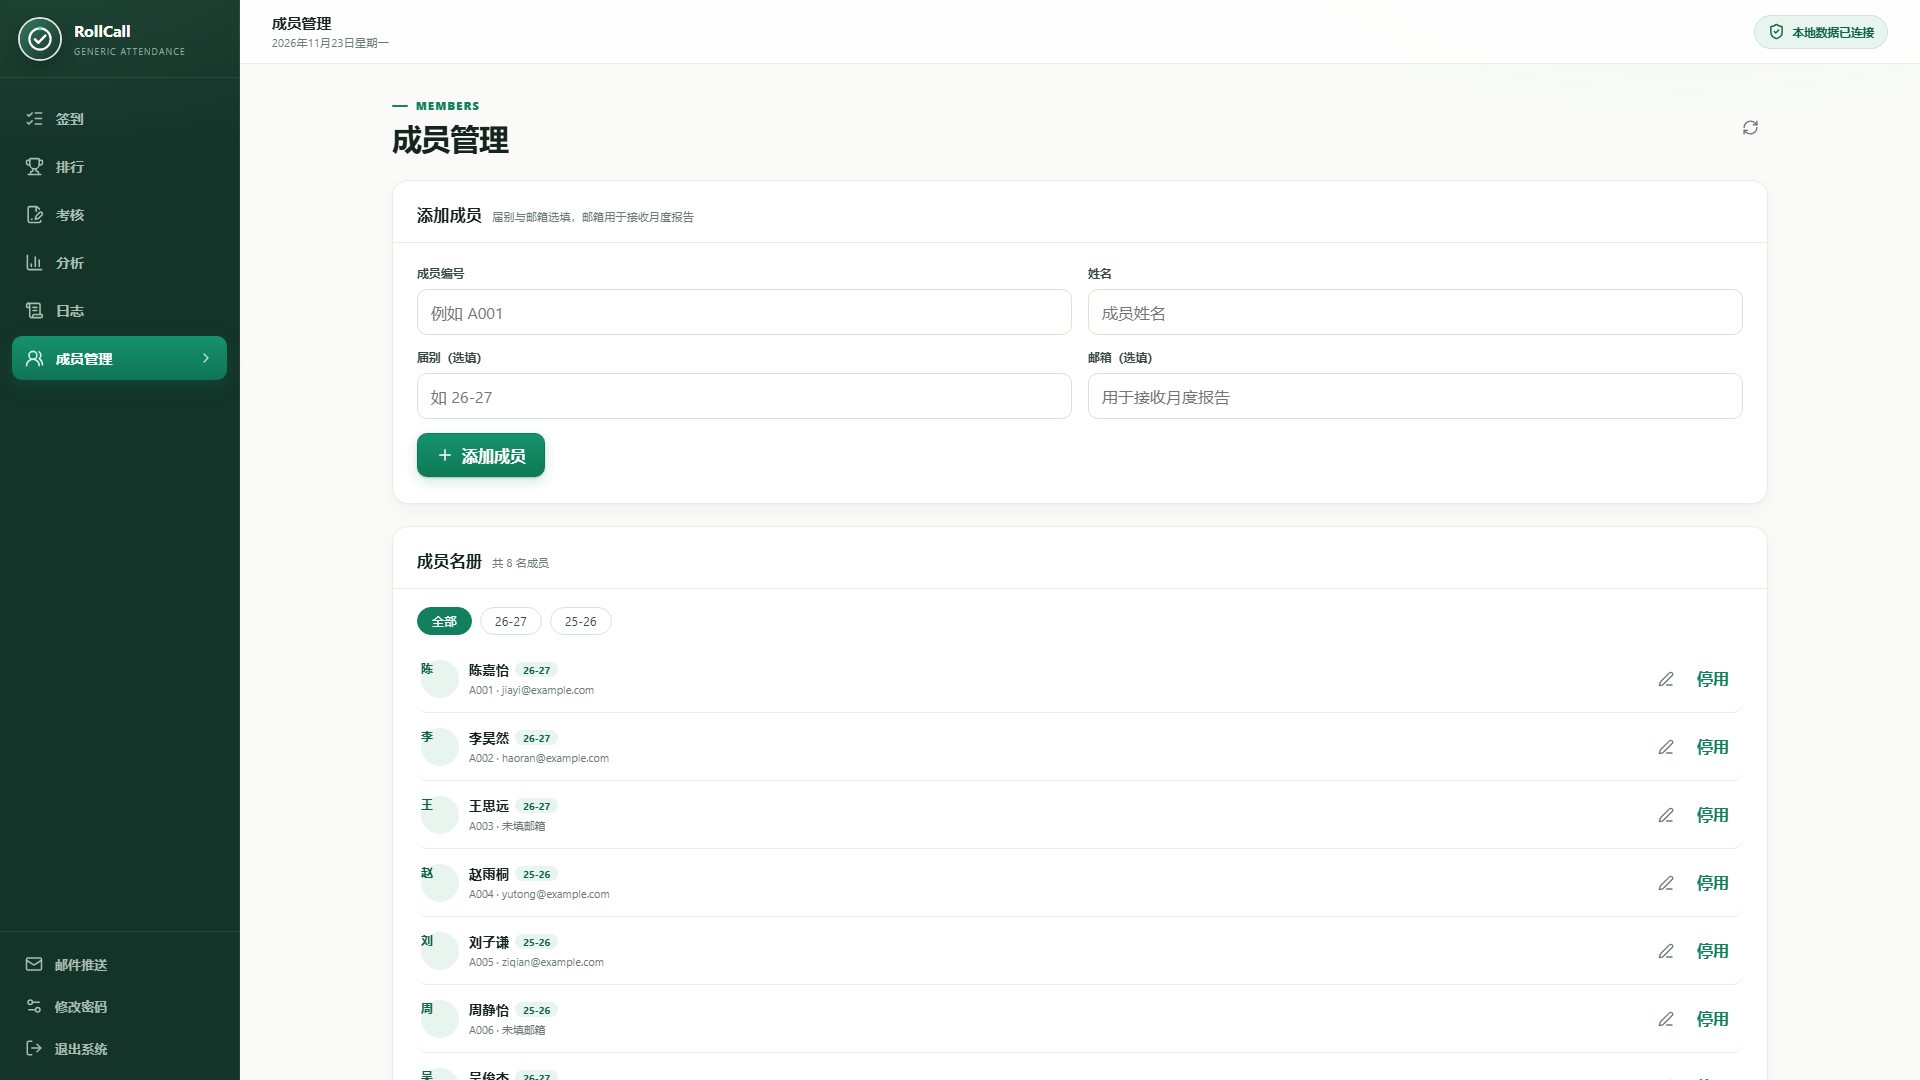 RollCall
GENERIC ATTENDANCE
签到
排行
考核
分析
日志
成员管理
邮件推送
修改密码
退出系统
成员管理
2026年11月23日星期一
本地数据已连接
MEMBERS
成员管理
添加成员 届别与邮箱选填，邮箱用于接收月度报告
成员编号
例如 A001
姓名
成员姓名
届别（选填）
如 26-27
邮箱（选填）
用于接收月度报告
添加成员
成员名册 共 8 名成员
全部 26-27 25-26
陈 陈嘉怡 26-27
A001 · jiayi@example.com
停用
李 李昊然 26-27
A002 · haoran@example.com
停用
王 王思远 26-27
A003 · 未填邮箱
停用
赵 赵雨桐 25-26
A004 · yutong@example.com
停用
刘 刘子谦 25-26
A005 · ziqian@example.com
停用
周 周静怡 25-26
A006 · 未填邮箱
停用
吴 吴俊杰 26-27